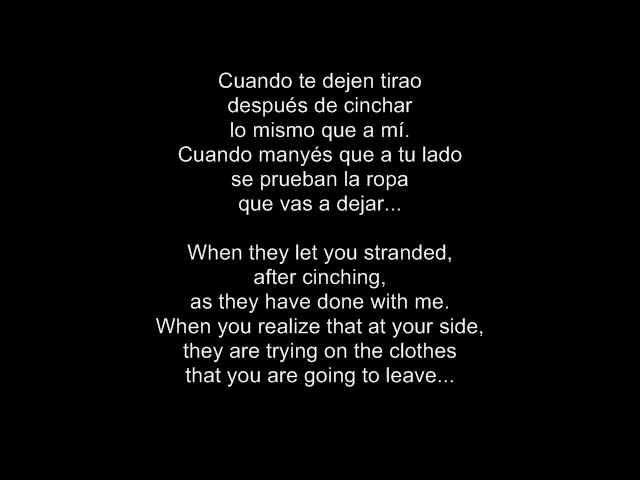 Cuando te dejen tirao
después de cinchar
lo mismo que a mí.
Cuando manyés que a tu lado
se prueban la ropa
que vas a dejar...
When they let you stranded,
after cinching,
as they have done with me.
When you realize that at your side,
they are trying on the clothes
that you are going to leave...